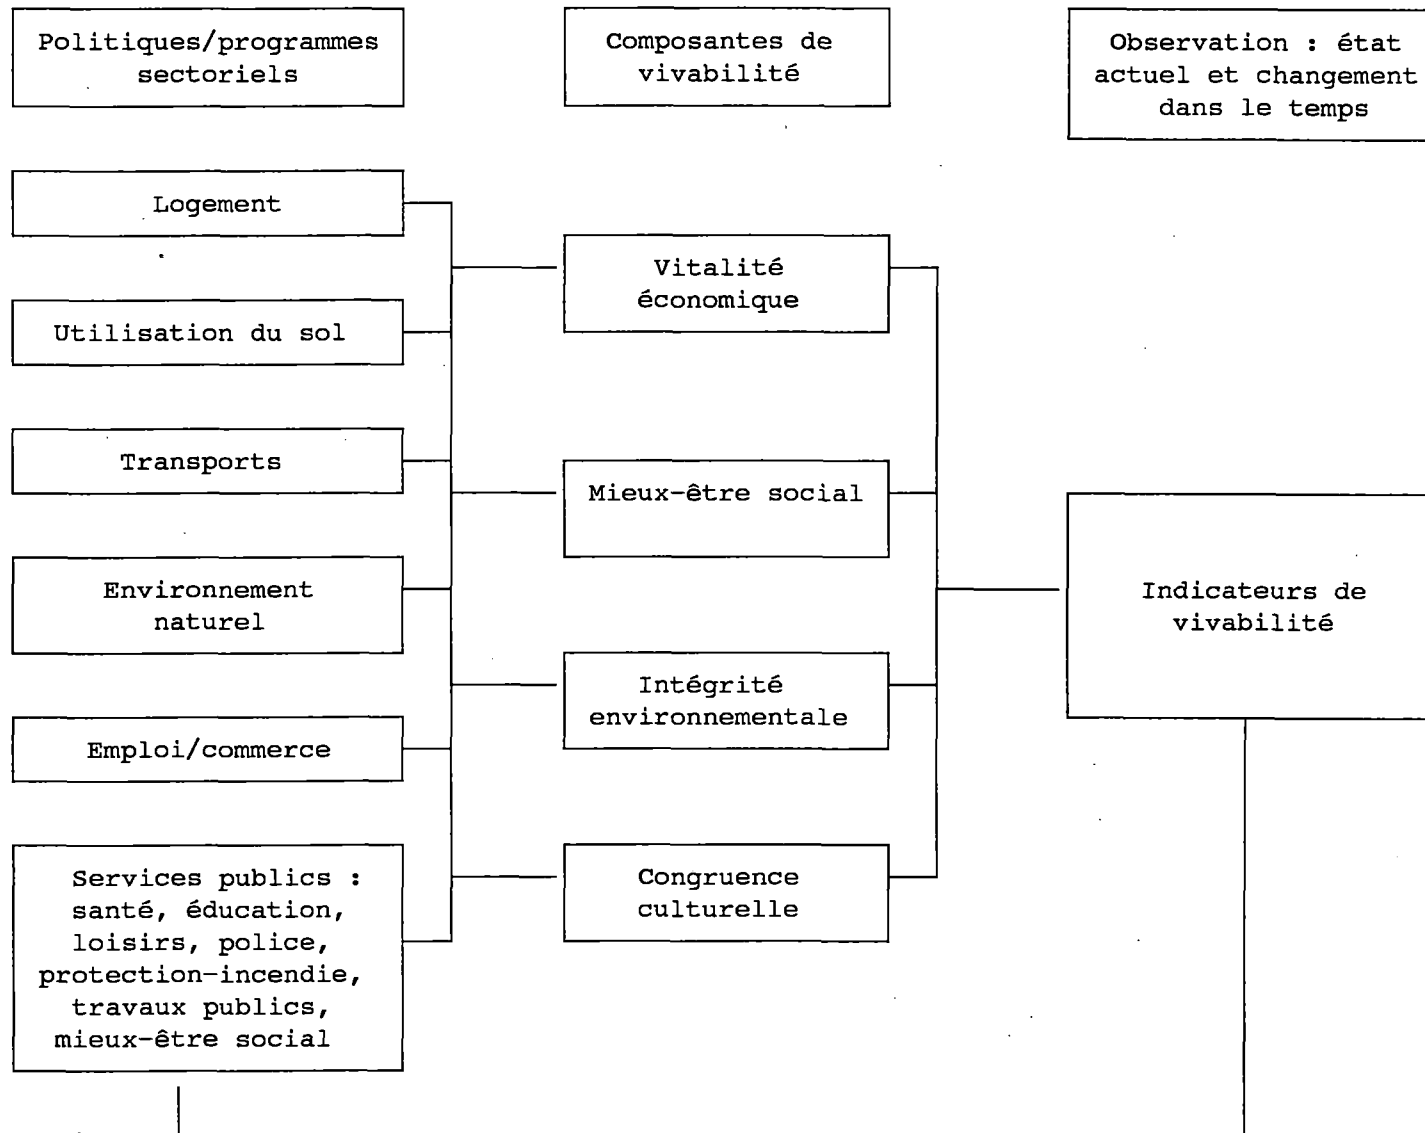 Politiques/programmes
sectoriels
Composantes de
vivabilité
Observation : état
actuel et changement
dans le temps
Logement
Utilisation du sol
Transports
Environnement
naturel
Emploi/commerce
Services publics :
santé, éducation,
loisirs, police,
protection-incendie,
travaux publics,
mieux-être social
Vitalité
économique
Mieux-être social
Intégrité
environnementale
Congruence
culturelle
Indicateurs de
vivabilité